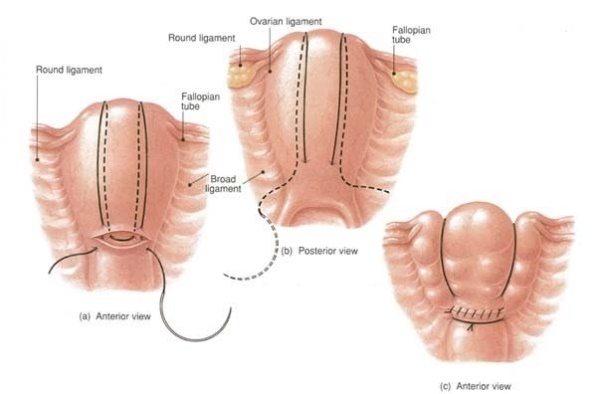 Round ligament
Fallopian
tube
(a) Anterior view
Ovarian ligament
Round ligament
Fallopian
tube
Broad
ligament
(b) Posterior view
(c) Anterior view